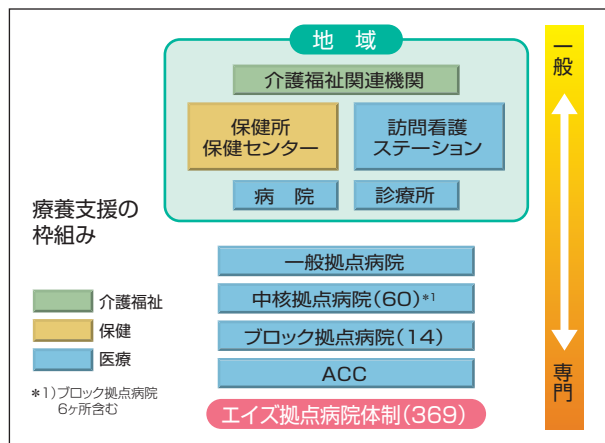 地 域
一般
介護福祉関連機関
保健所
保健センター
訪問看護
ステーション
病 院
診療所
療養支援の
枠組み
一般拠点病院
中核拠点病院(60)*1
ブロック拠点病院(14)
ACC
エイズ拠点病院体制(369)
介護福祉
保健
医療
*1)ブロック拠点病院
6ヶ所含む
専門